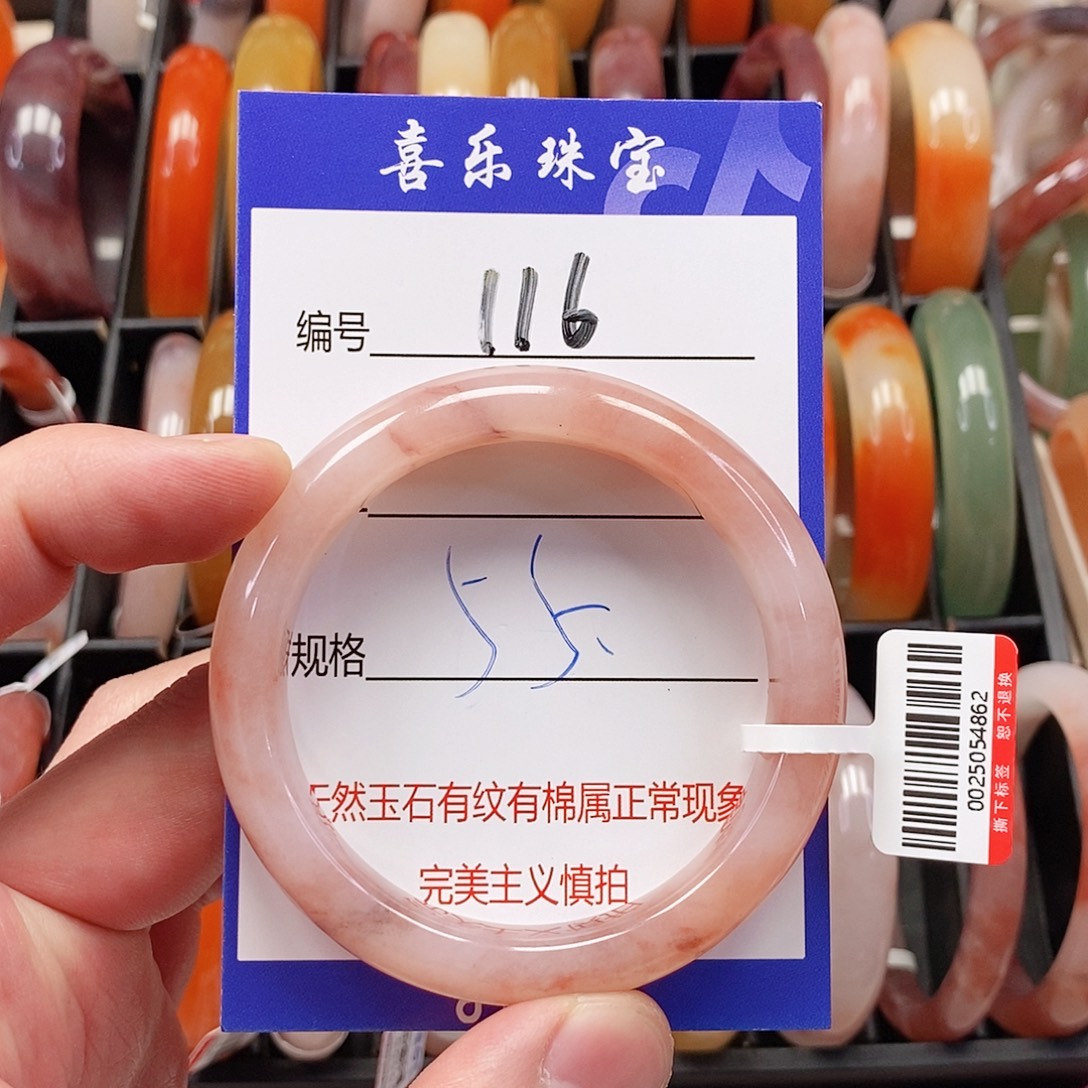 喜乐珠宝
编号 116
规格 55
天然玉石有纹有棉属正常现象
完美主义慎拍
0025054862
撕下标签 恕不退换